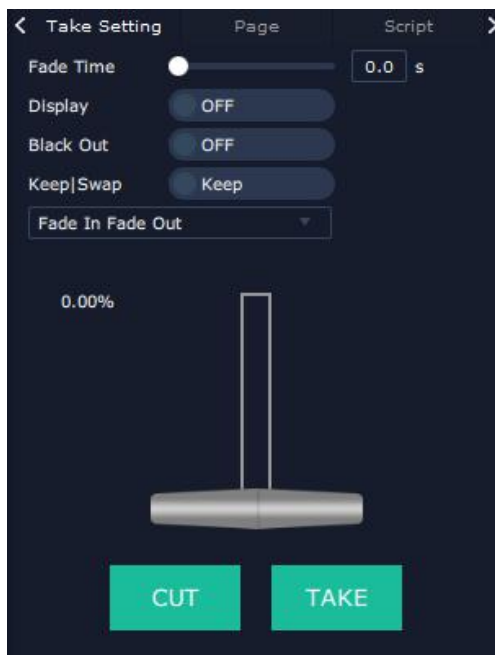 Take Setting Page Script
Fade Time 0.0 s
Display OFF
Black Out OFF
Keep|Swap Keep
Fade In Fade Out
0.00%
CUT TAKE